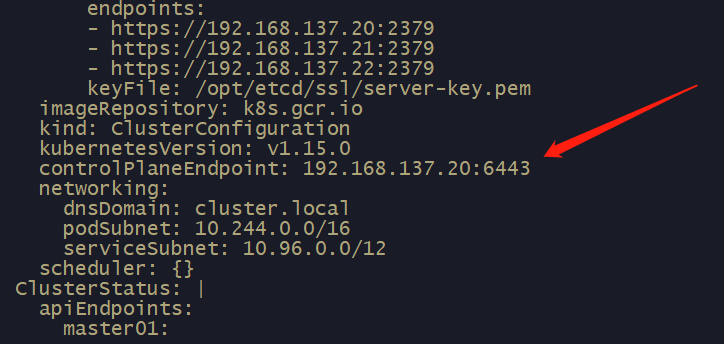 endpoints:
- https://192.168.137.20:2379
- https://192.168.137.21:2379
- https://192.168.137.22:2379
keyFile: /opt/etcd/ssl/server-key.pem
imageRepository: k8s.gcr.io
kind: ClusterConfiguration
kubernetesVersion: v1.15.0
controlPlaneEndpoint: 192.168.137.20:6443
networking:
dnsDomain: cluster.local
podSubnet: 10.244.0.0/16
serviceSubnet: 10.96.0.0/12
scheduler: {}
ClusterStatus: |
apiEndpoints:
master01: